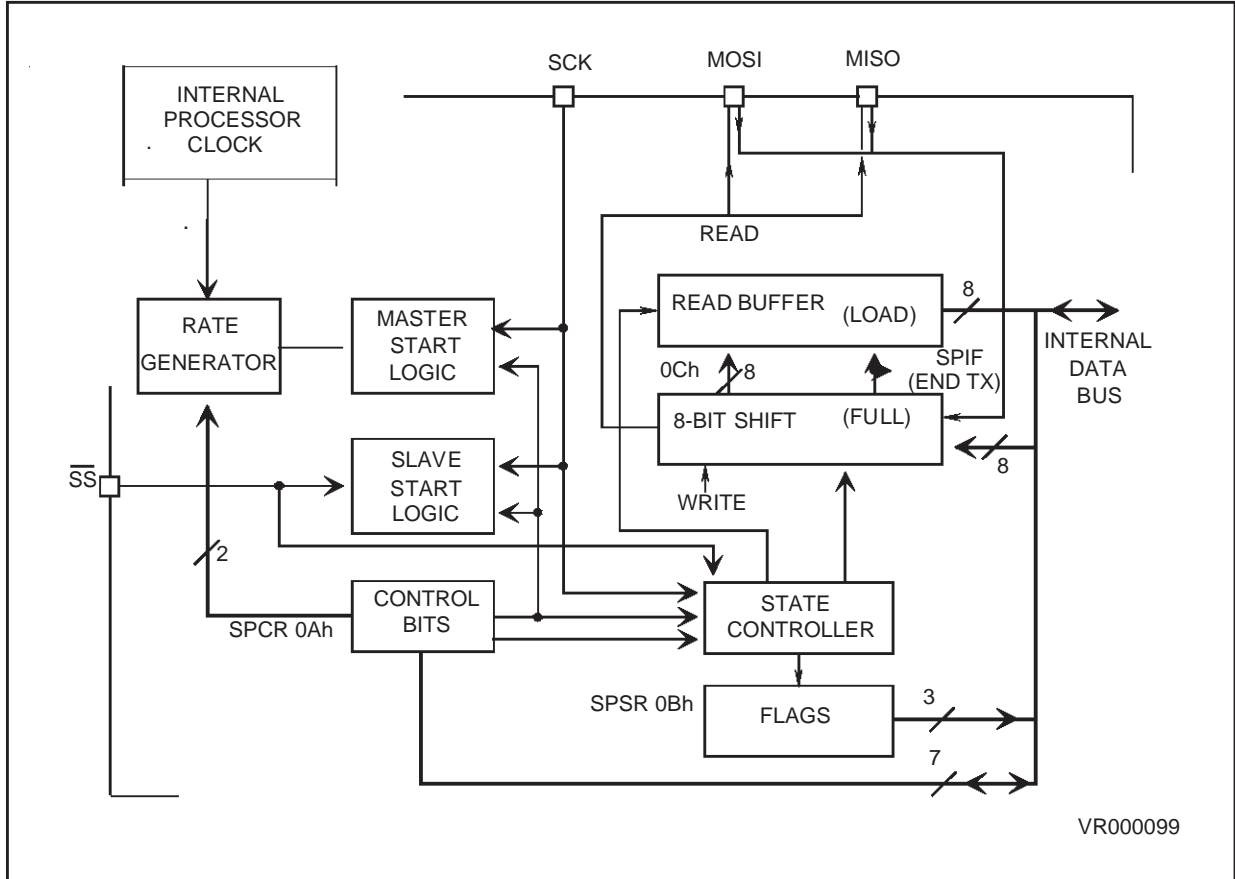 SCK MOSI MISO
INTERNAL
PROCESSOR
CLOCK
READ
READ BUFFER (LOAD)
8
RATE
GENERATOR
MASTER
START
LOGIC
INTERNAL
DATA
BUS
0Ch 8
SPIF
(END TX)
8-BIT SHIFT (FULL)
8
SS
SLAVE
START
LOGIC
WRITE
2
CONTROL
BITS
SPCR 0Ah
STATE
CONTROLLER
SPSR 0Bh
FLAGS
3
7
VR000099